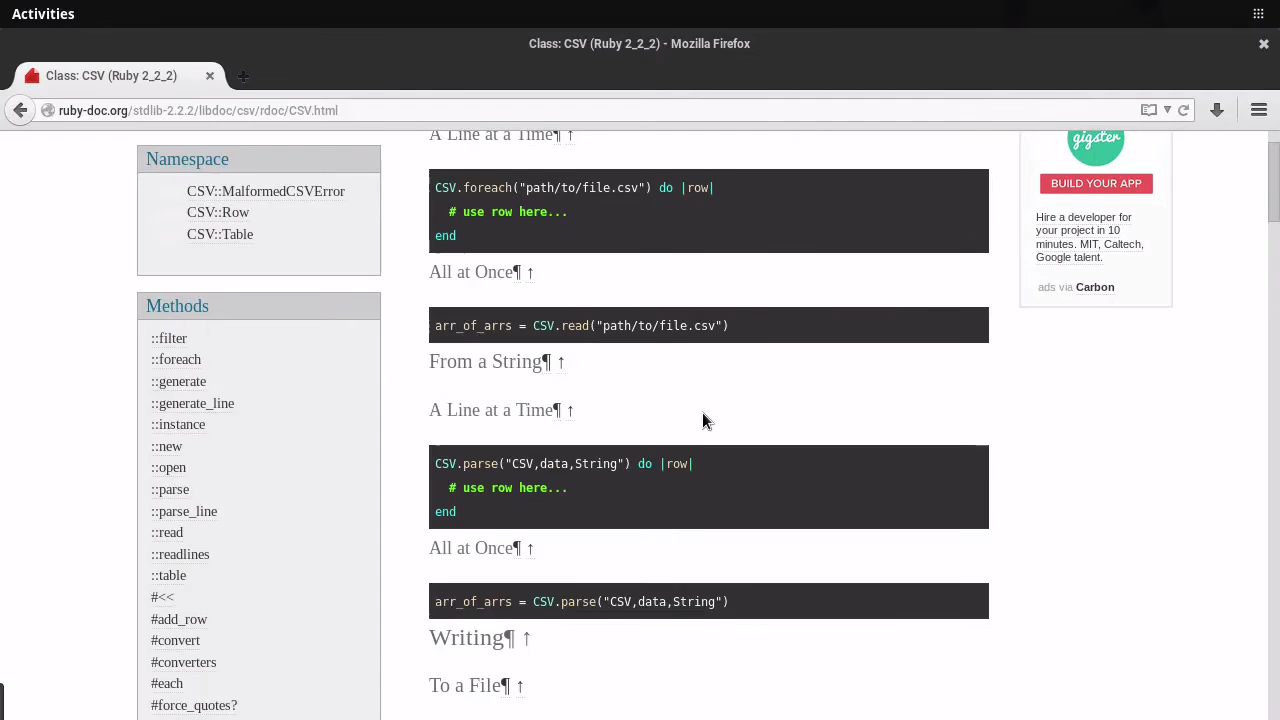 Activities
Class: CSV (Ruby 2_2_2) - Mozilla Firefox
Class: CSV (Ruby 2_2_2)
ruby-doc.org/stdlib-2.2.2/libdoc/csv/rdoc/CSV.html
Namespace
CSV::MalformedCSVError
CSV::Row
CSV::Table
Methods
::filter
::foreach
::generate
::generate_line
::instance
::new
::open
::parse
::parse_line
::read
::readlines
::table
#<<
#add_row
#convert
#converters
#each
#force_quotes?
A Line at a Time¶ ↑
CSV.foreach("path/to/file.csv") do |row|
# use row here...
end
All at Once¶ ↑
arr_of_arrs = CSV.read("path/to/file.csv")
From a String¶ ↑
A Line at a Time¶ ↑
CSV.parse("CSV,data,String") do |row|
# use row here...
end
All at Once¶ ↑
arr_of_arrs = CSV.parse("CSV,data,String")
Writing¶ ↑
To a File¶ ↑
gigster
BUILD YOUR APP
Hire a developer for
your project in 10
minutes. MIT, Caltech,
Google talent.
ads via Carbon